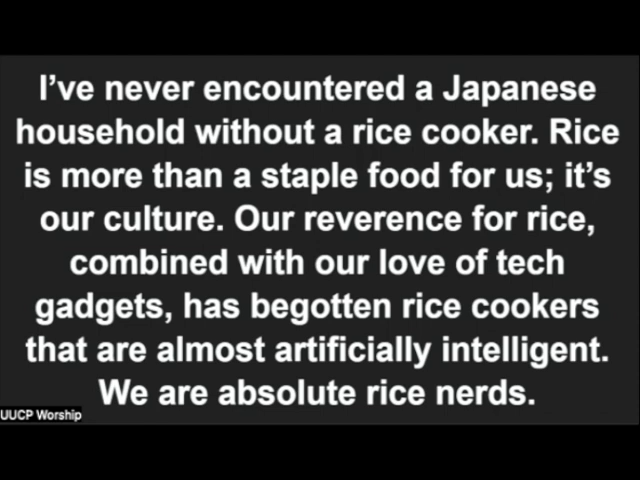 I’ve never encountered a Japanese
household without a rice cooker. Rice
is more than a staple food for us; it’s
our culture. Our reverence for rice,
combined with our love of tech
gadgets, has begotten rice cookers
that are almost artificially intelligent.
We are absolute rice nerds.
UUCP Worship